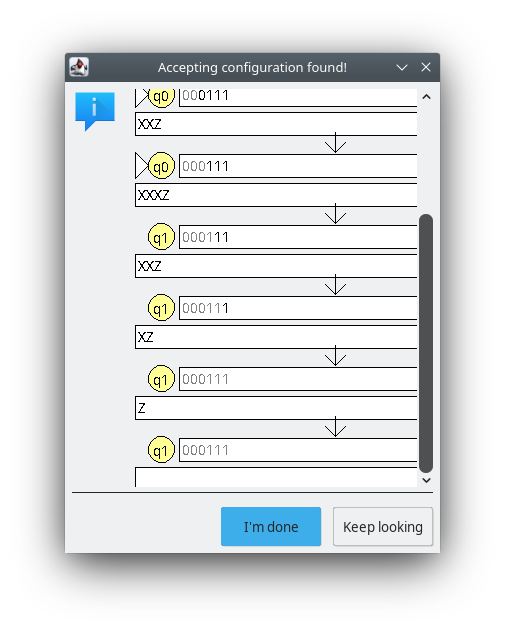 Accepting configuration found!
q0 000111
XXZ
q0 000111
XXXZ
q1 000111
XXZ
q1 000111
XZ
q1 000111
Z
q1 000111
I'm done Keep looking